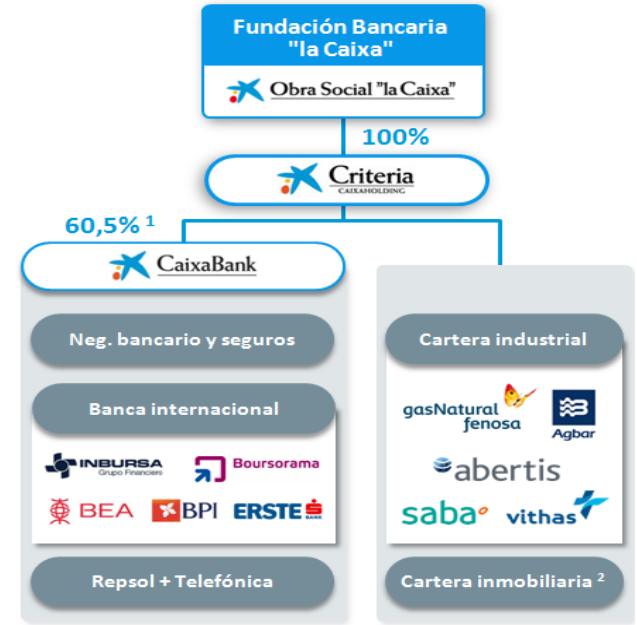 Fundación Bancaria
"la Caixa"
Obra Social "la Caixa"
100%
Criteria
CAIXAHOLDING
60,5% 1
CaixaBank
Neg. bancario y seguros
Banca internacional
INBURSA
Grupo Financiero
Boursorama
BEA
BPI
ERSTE
BANK
Repsol + Telefónica
Cartera industrial
gasNatural
fenosa
Agbar
abertis
saba
vithas
Cartera inmobiliaria 2